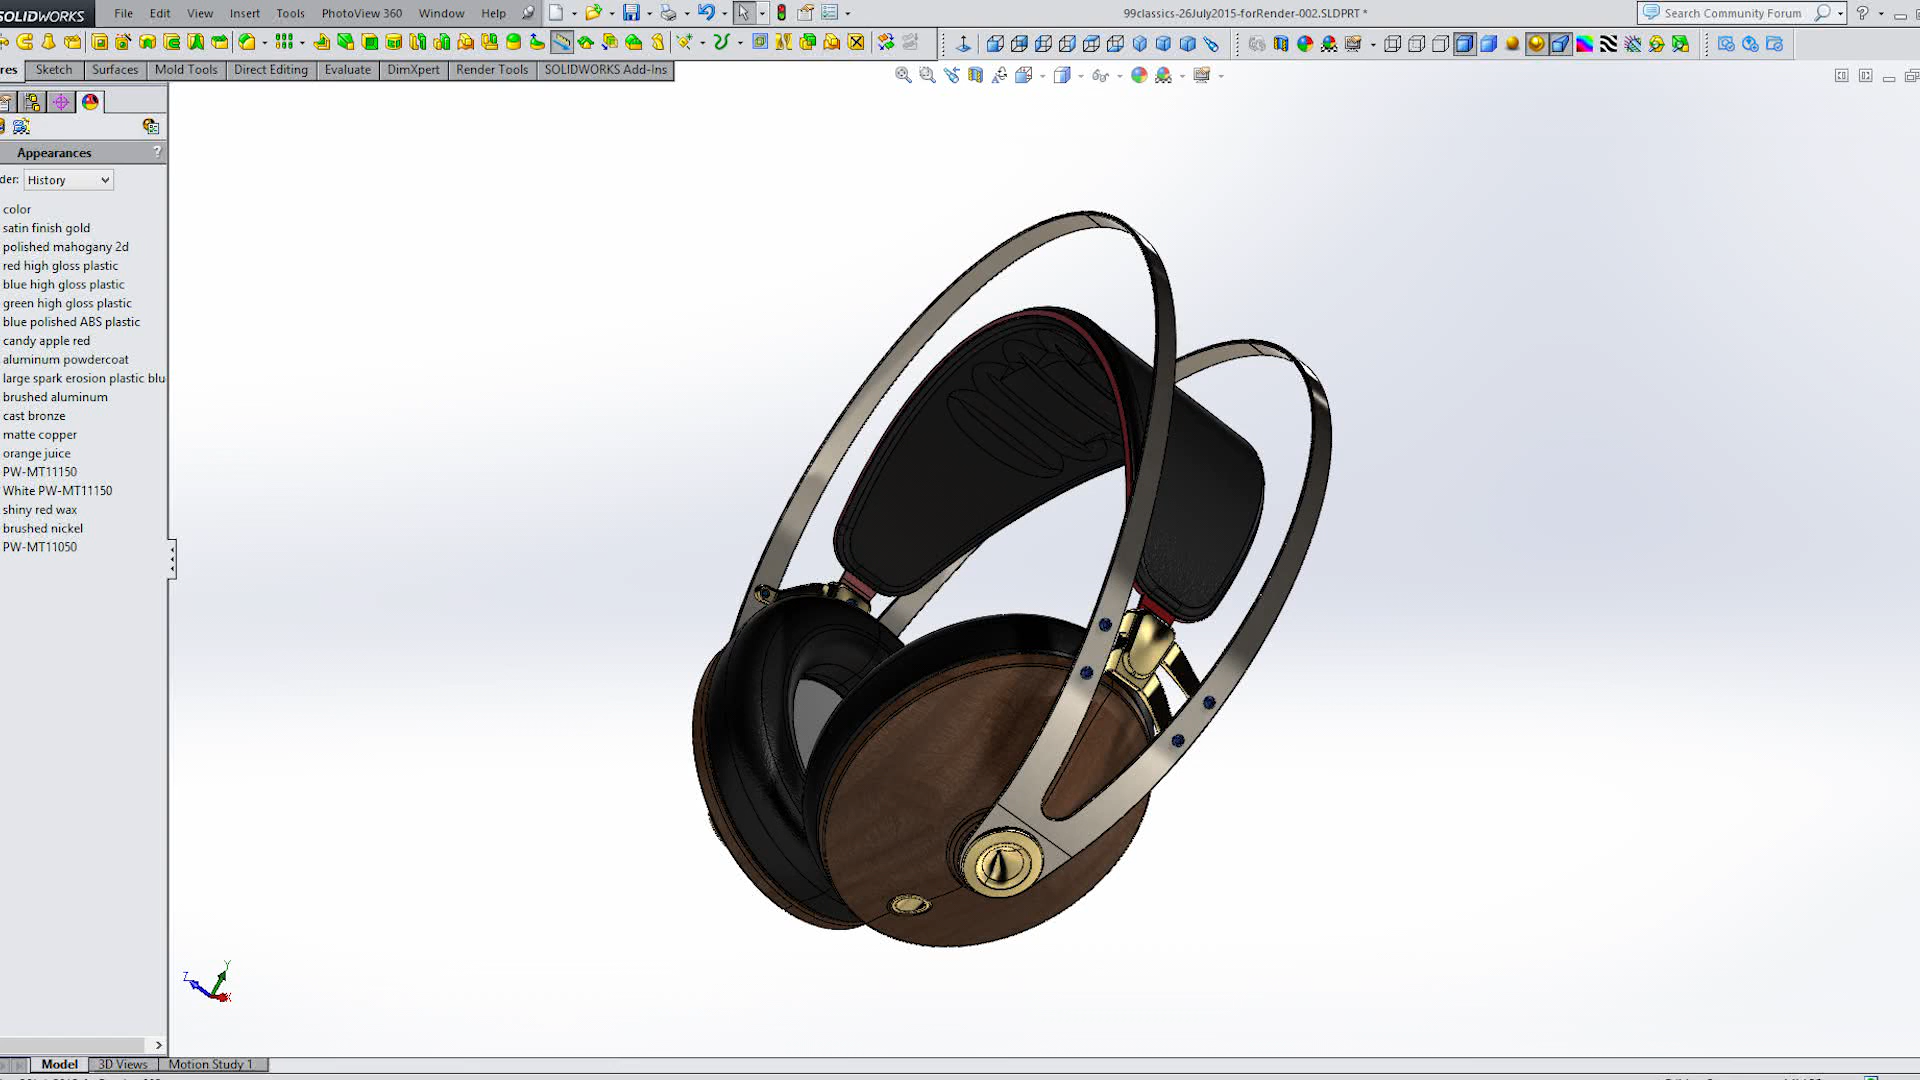 SOLIDWORKS File Edit View Insert Tools PhotoView 360 Window Help 99classics-26July2015-forRender-002.SLDPRT * Search Community Forum ?
res Sketch Surfaces Mold Tools Direct Editing Evaluate DimXpert Render Tools SOLIDWORKS Add-Ins
Appearances ?
der: History
color
satin finish gold
polished mahogany 2d
red high gloss plastic
blue high gloss plastic
green high gloss plastic
blue polished ABS plastic
candy apple red
aluminum powdercoat
large spark erosion plastic blu
brushed aluminum
cast bronze
matte copper
orange juice
PW-MT11150
White PW-MT11150
shiny red wax
brushed nickel
PW-MT11050
Y
Z
X
Model 3D Views Motion Study 1